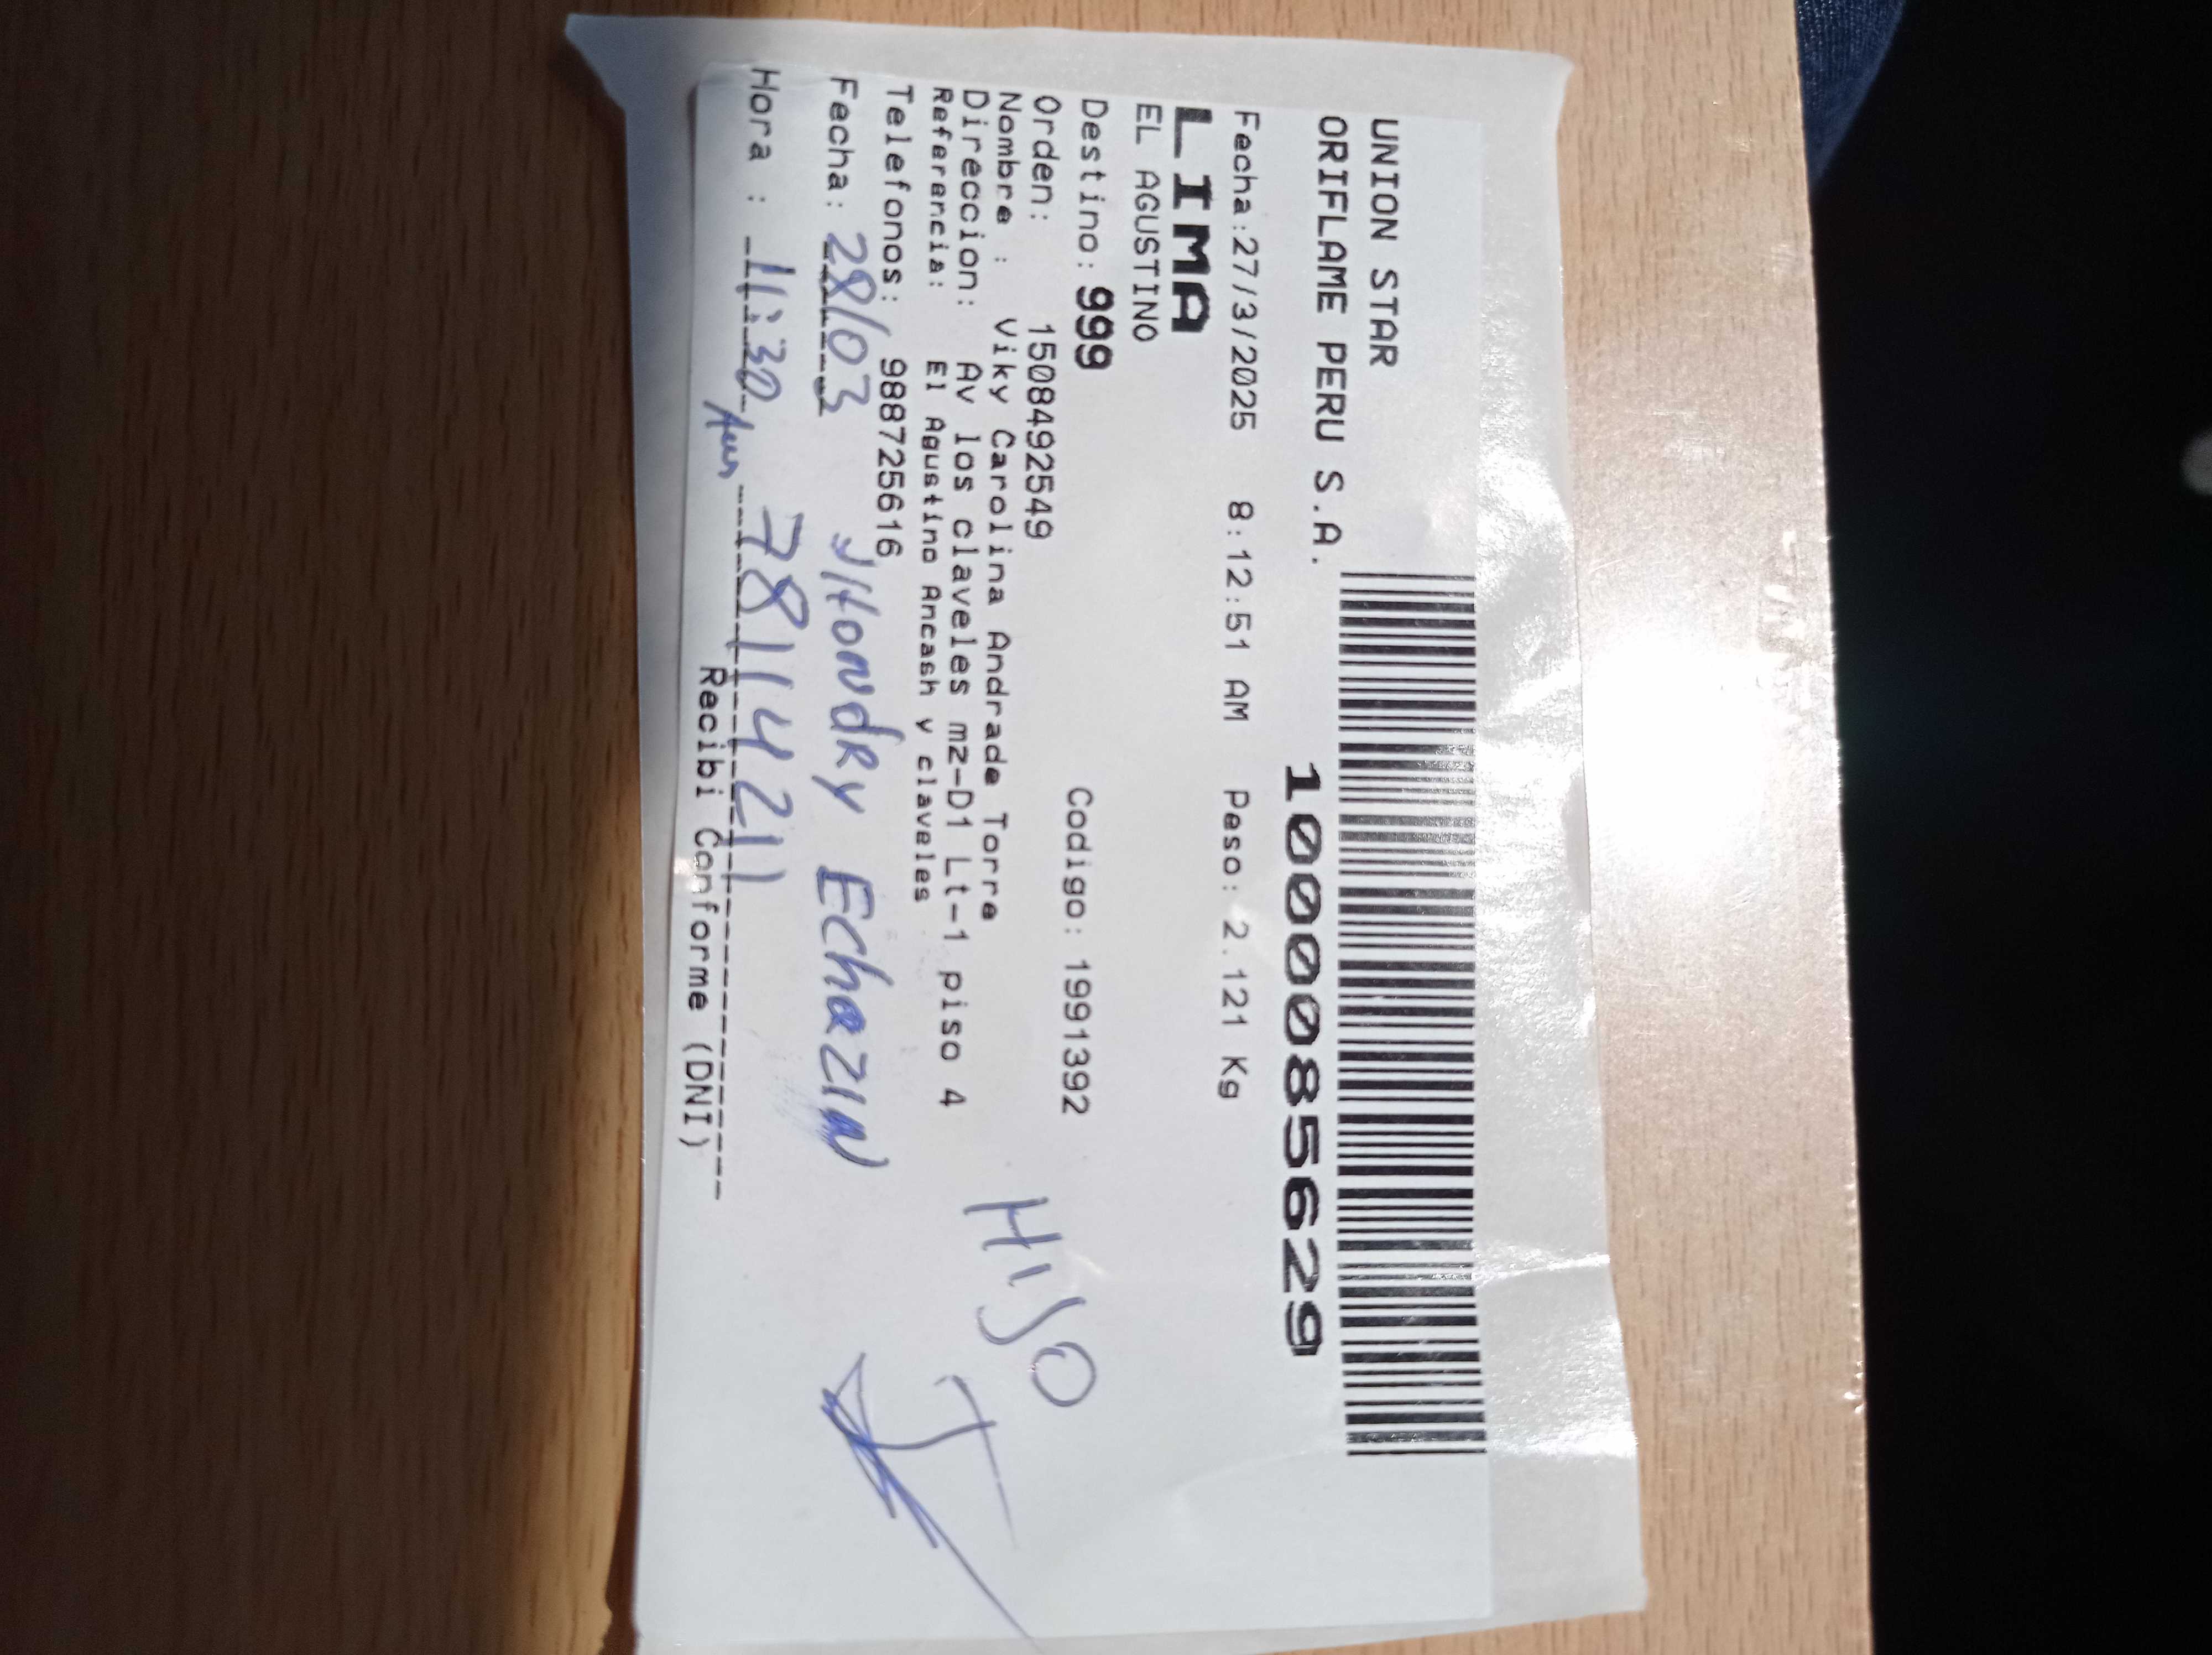 UNION STAR
ORIFLAME PERU S.A.
1000085629
Fecha:27/3/2025 8:12:51 AM Peso: 2.121 Kg
LIMA
EL AGUSTINO
Destino: 999 Codigo: 1991392
Orden: 1508492549
Nombre : Viky Carolina Andrade Torre
Direccion: Av los claveles mz-D1 Lt-1 piso 4
Referencia: El Agustino Ancash y claveles
Telefonos: 988725616
HIJO
Fecha: 28/03 Echazin
Hora : 11:30 Am 78114211
Recibi Conforme (DNI)